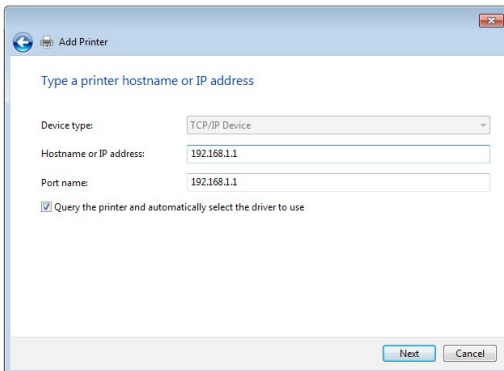 Add Printer
Type a printer hostname or IP address
Device type: TCP/IP Device
Hostname or IP address: 192.168.1.1
Port name: 192.168.1.1
Query the printer and automatically select the driver to use
Next Cancel